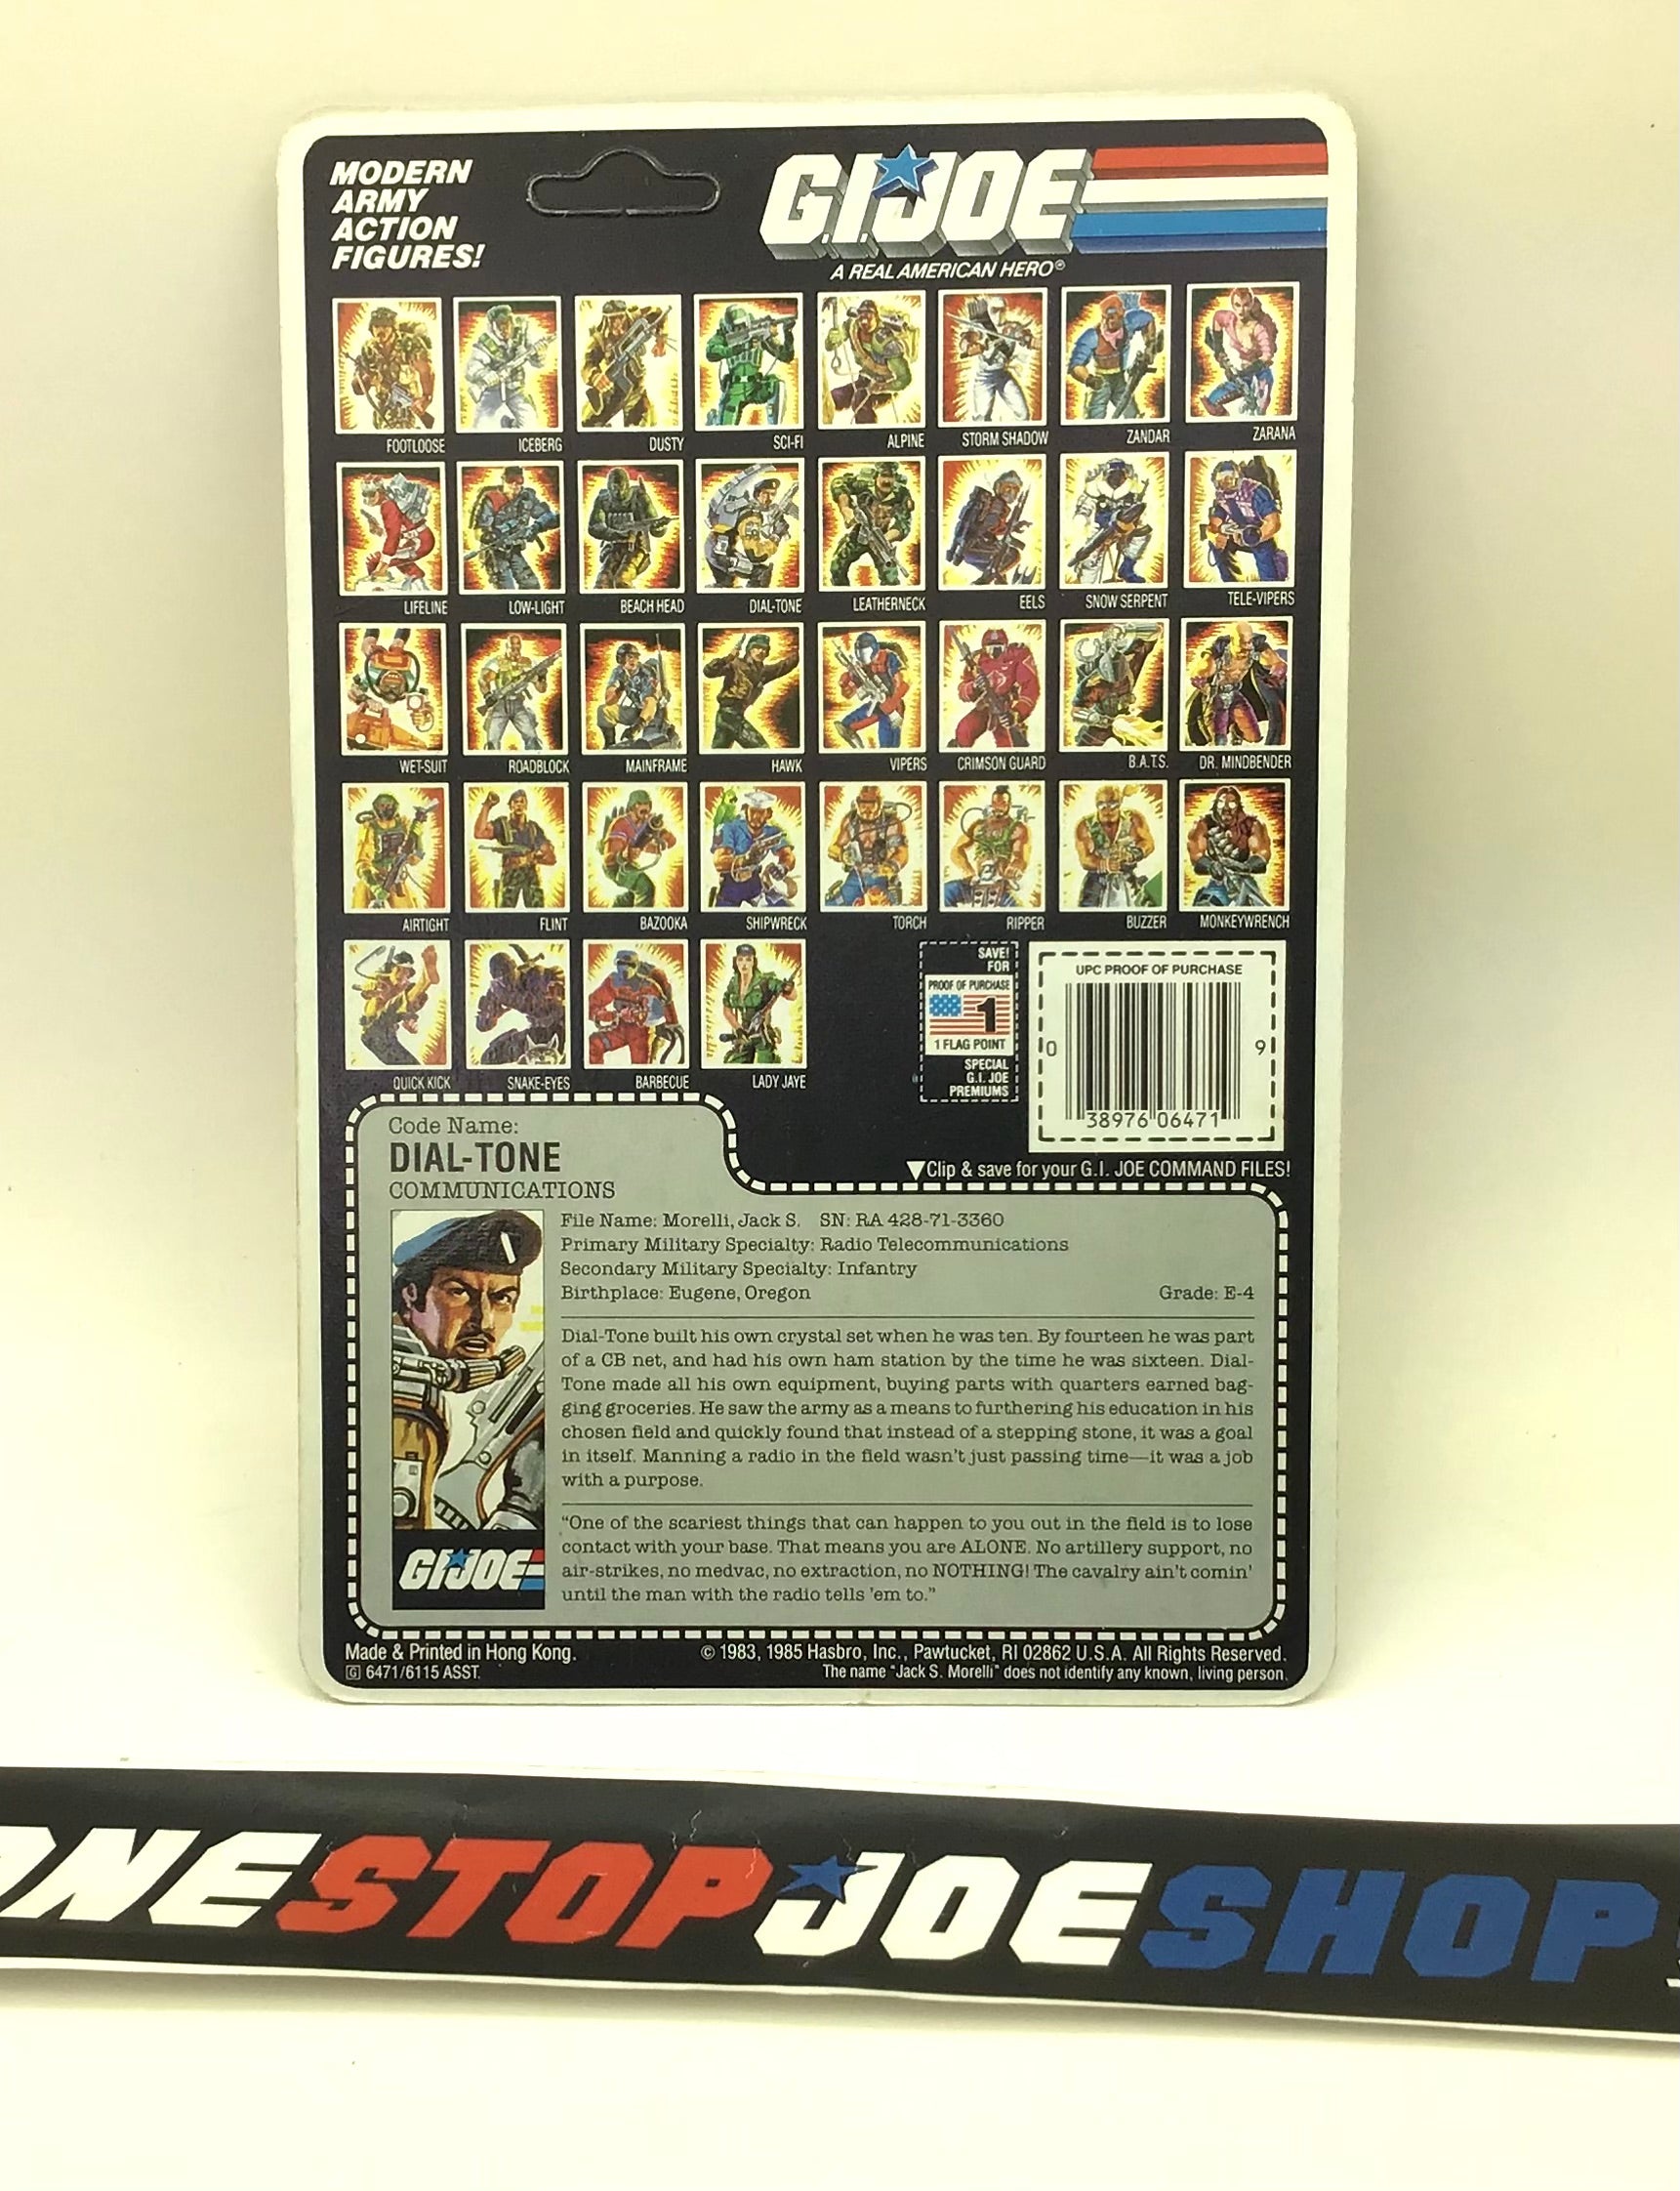 MODERN
ARMY
ACTION
FIGURES!
G.I. JOE
A REAL AMERICAN HERO®
FOOTLOOSE ICEBERG DUSTY SCI-FI ALPINE STORM SHADOW ZANDAR ZARANA
LIFELINE LOW-LIGHT BEACH HEAD DIAL-TONE LEATHERNECK EELS SNOW SERPENT TELE-VIPERS
WET-SUIT ROADBLOCK MAINFRAME HAWK VIPERS CRIMSON GUARD B.A.T.S. DR. MINDBENDER
AIRTIGHT FLINT BAZOOKA SHIPWRECK TORCH RIPPER BUZZER MONKEYWRENCH
QUICK KICK SNAKE-EYES BARBECUE LADY JAYE
SAVE!
FOR
PROOF OF PURCHASE
1
1 FLAG POINT
SPECIAL
G.I. JOE
PREMIUMS
UPC PROOF OF PURCHASE
0 9
38976 06471
▼Clip & save for your G.I. JOE COMMAND FILES!
Code Name:
DIAL-TONE
COMMUNICATIONS
File Name: Morelli, Jack S. SN: RA 428-71-3360
Primary Military Specialty: Radio Telecommunications
Secondary Military Specialty: Infantry
Birthplace: Eugene, Oregon Grade: E-4
Dial-Tone built his own crystal set when he was ten. By fourteen he was part
of a CB net, and had his own ham station by the time he was sixteen. Dial-
Tone made all his own equipment, buying parts with quarters earned bag-
ging groceries. He saw the army as a means to furthering his education in his
chosen field and quickly found that instead of a stepping stone, it was a goal
in itself. Manning a radio in the field wasn't just passing time—it was a job
with a purpose.
"One of the scariest things that can happen to you out in the field is to lose
contact with your base. That means you are ALONE. No artillery support, no
air-strikes, no medvac, no extraction, no NOTHING! The cavalry ain't comin'
until the man with the radio tells 'em to."
G.I. JOE
Made & Printed in Hong Kong.
G 6471/6115 ASST.
© 1983, 1985 Hasbro, Inc., Pawtucket, RI 02862 U.S.A. All Rights Reserved.
The name "Jack S. Morelli" does not identify any known, living person.
ONESTOPJOESHOP